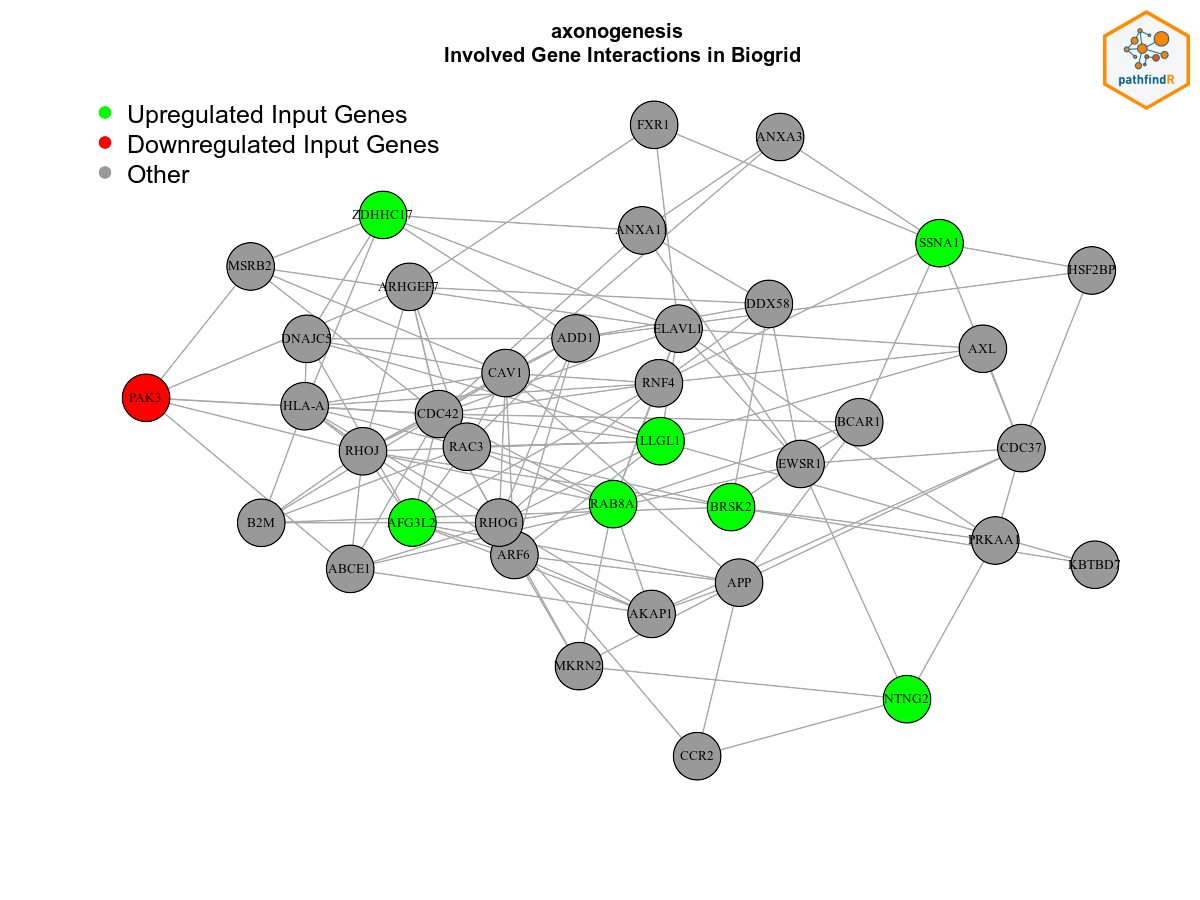 axonogenesis
Involved Gene Interactions in Biogrid
pathfindR
Upregulated Input Genes
Downregulated Input Genes
Other
FXR1
ANXA3
ZDHHC17
ANXA1
SSNA1
MSRB2
HSF2BP
ARHGEF7
DDX58
ELAVL1
DNAJC5
ADD1
AXL
CAV1
RNF4
PAK3
HLA-A
CDC42
BCAR1
LLGL1
RAC3
RHOJ
CDC37
EWSR1
RAB8A
BRSK2
B2M
AFG3L2
RHOG
PRKAA1
ARF6
KBTBD7
ABCE1
APP
AKAP1
MKRN2
NTNG2
CCR2